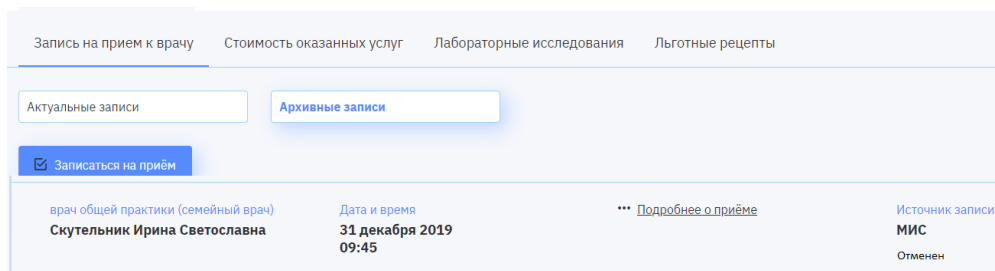 Запись на прием к врачу Стоимость оказанных услуг Лабораторные исследования Льготные рецепты
Актуальные записи Архивные записи
Записаться на приём
врач общей практики (семейный врач) Дата и время ••• Подробнее о приёме Источник записи
Скутельник Ирина Светославна 31 декабря 2019 МИС
09:45 Отменен